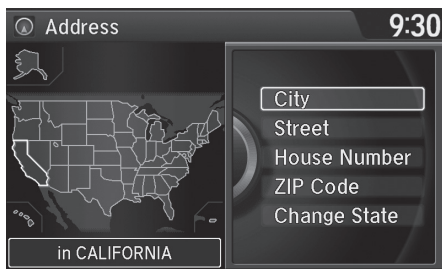 Address
9:30
City
Street
House Number
ZIP Code
Change State
in CALIFORNIA